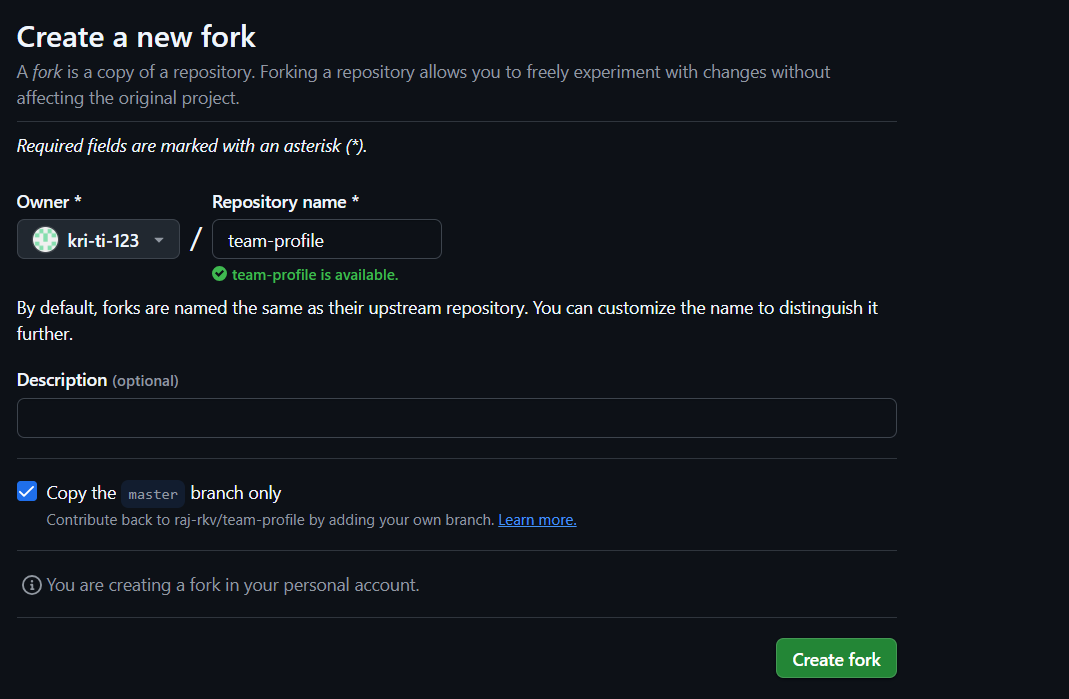 Create a new fork
A fork is a copy of a repository. Forking a repository allows you to freely experiment with changes without
affecting the original project.
Required fields are marked with an asterisk (*).
Owner * Repository name *
kri-ti-123 / team-profile
team-profile is available.
By default, forks are named the same as their upstream repository. You can customize the name to distinguish it
further.
Description (optional)
Copy the master branch only
Contribute back to raj-rkv/team-profile by adding your own branch. Learn more.
You are creating a fork in your personal account.
Create fork